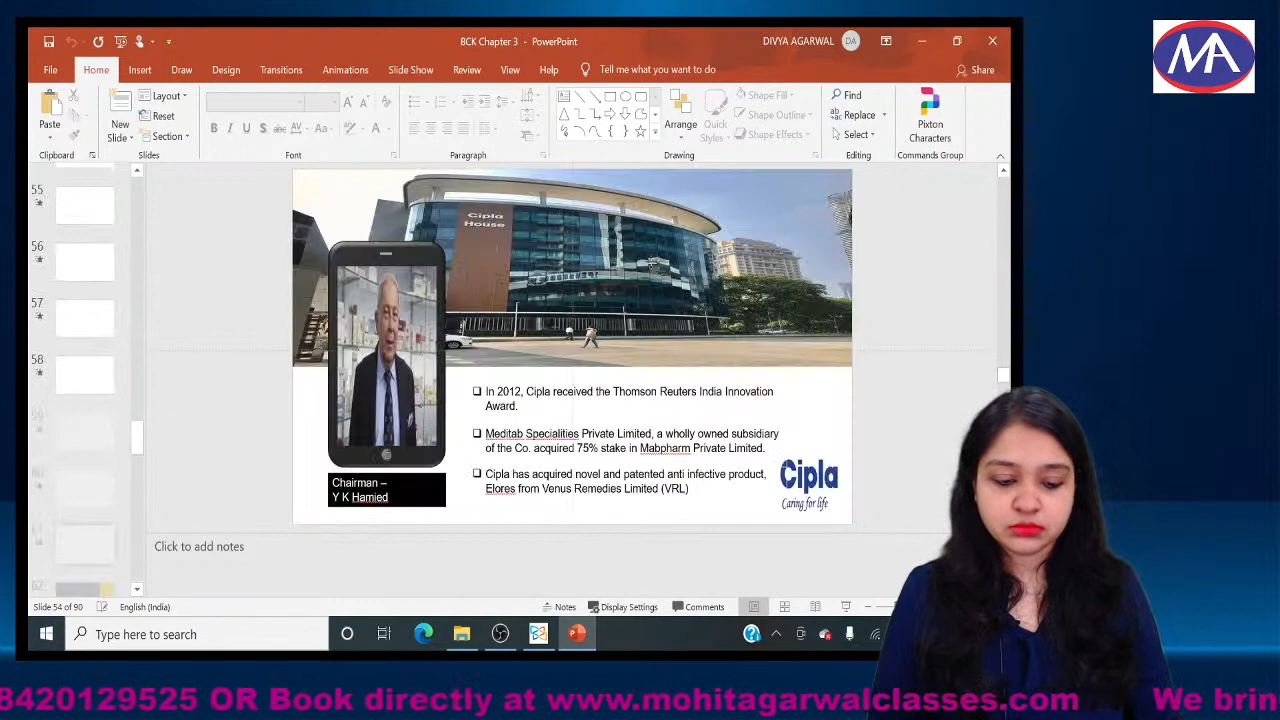 BCK Chapter 3 - PowerPoint
DIVYA AGARWAL
DA
MA
File
Home
Insert
Draw
Design
Transitions
Animations
Slide Show
Review
View
Help
Tell me what you want to do
Share
Paste
New
Slide
Layout
Reset
Section
B I U S abc AV Aa A
Arrange
Quick
Styles
Shape Fill
Shape Outline
Shape Effects
Find
Replace
Select
Pixton
Characters
Clipboard
Slides
Font
Paragraph
Drawing
Editing
Commands Group
55
56
57
58
62
Cipla
House
Chairman –
Y K Hamied
In 2012, Cipla received the Thomson Reuters India Innovation
Award.
Meditab Specialities Private Limited, a wholly owned subsidiary
of the Co. acquired 75% stake in Mabpharm Private Limited.
Cipla has acquired novel and patented anti infective product,
Elores from Venus Remedies Limited (VRL)
Cipla
Caring for life
Click to add notes
Slide 54 of 90
English (India)
Notes
Display Settings
Comments
Type here to search
8420129525 OR Book directly at www.mohitagarwalclasses.com
We brin